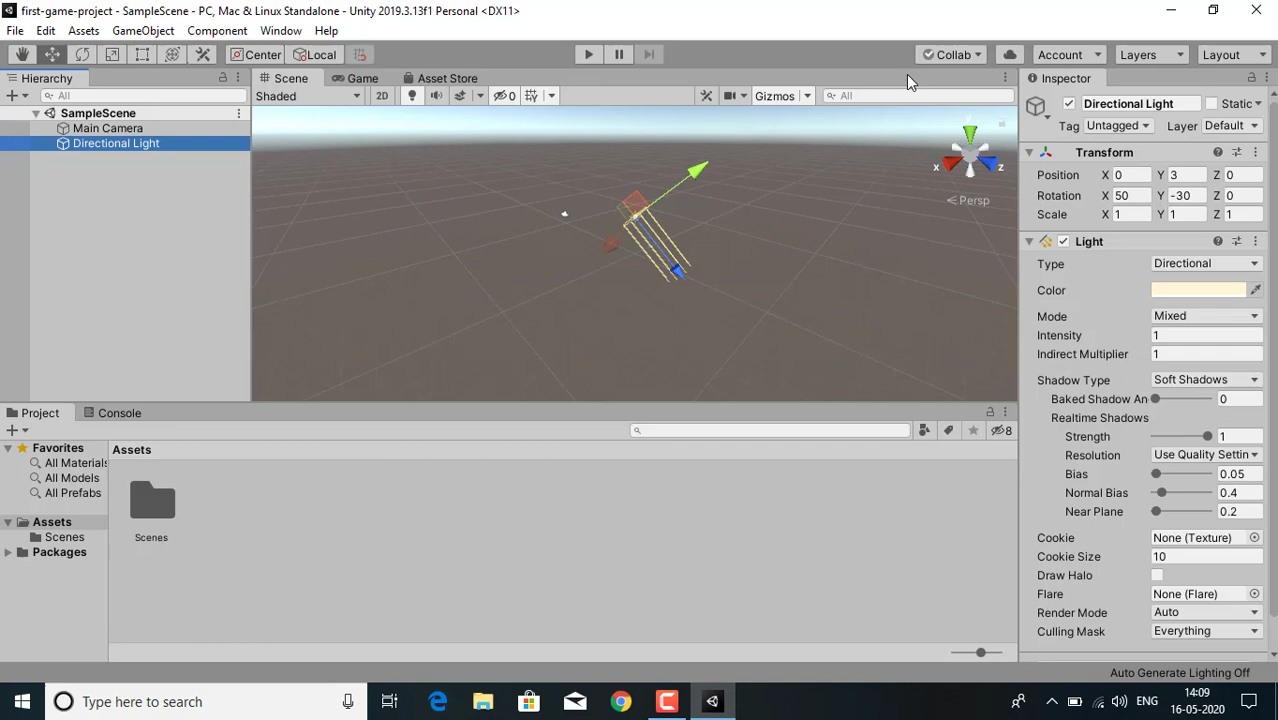 first-game-project - SampleScene - PC, Mac & Linux Standalone - Unity 2019.3.13f1 Personal <DX11>
File Edit Assets GameObject Component Window Help
Center Local Collab Account Layers Layout
Hierarchy
All
SampleScene
Main Camera
Directional Light
Scene Game Asset Store
Shaded 2D 0 Gizmos All
y
x z
Persp
Inspector
Directional Light Static
Tag Untagged Layer Default
Transform
Position X 0 Y 3 Z 0
Rotation X 50 Y -30 Z 0
Scale X 1 Y 1 Z 1
Light
Type Directional
Color
Mode Mixed
Intensity 1
Indirect Multiplier 1
Shadow Type Soft Shadows
Baked Shadow An 0
Realtime Shadows
Strength 1
Resolution Use Quality Settin
Bias 0.05
Normal Bias 0.4
Near Plane 0.2
Cookie None (Texture)
Cookie Size 10
Draw Halo
Flare None (Flare)
Render Mode Auto
Culling Mask Everything
Project Console
8
Favorites
All Materials
All Models
All Prefabs
Assets
Scenes
Packages
Assets
Scenes
Auto Generate Lighting Off
Type here to search
ENG
14:09
16-05-2020